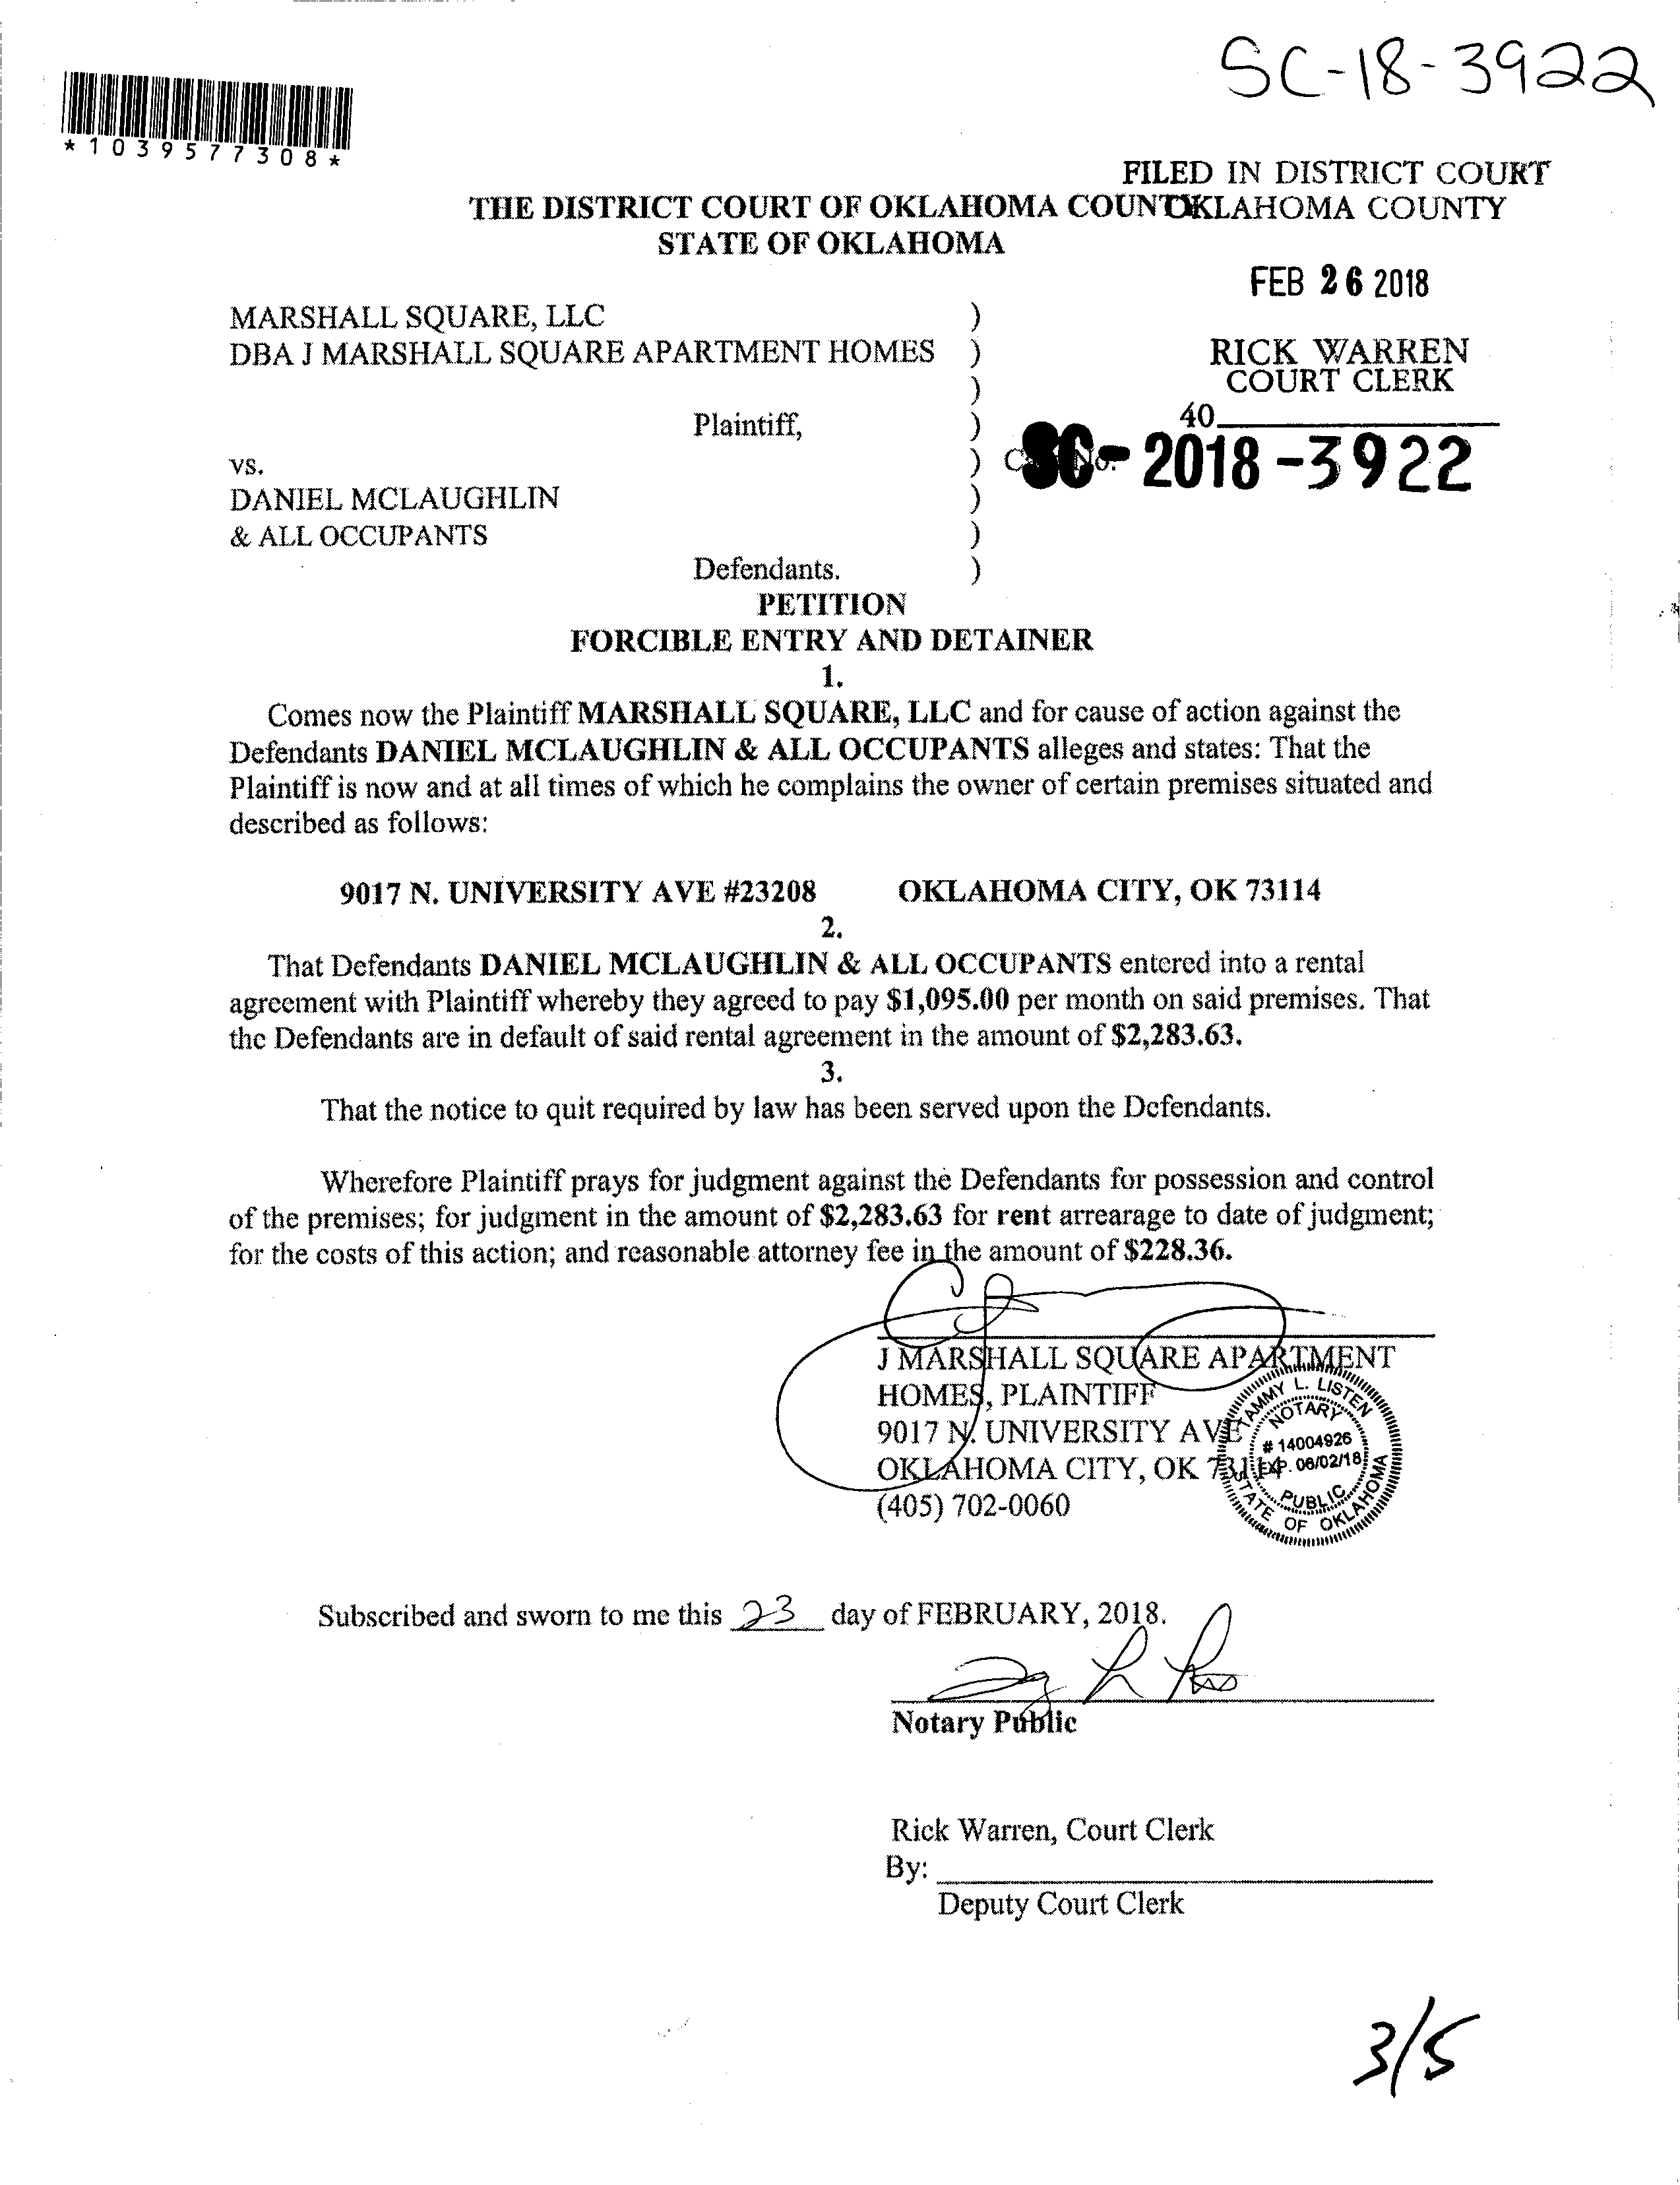 SC-18-3922
*1039577308*
FILED IN DISTRICT COURT
OKLAHOMA COUNTY
THE DISTRICT COURT OF OKLAHOMA COUNTY
STATE OF OKLAHOMA
FEB 26 2018
MARSHALL SQUARE, LLC )
DBA J MARSHALL SQUARE APARTMENT HOMES )
RICK WARREN
COURT CLERK
)
40
Plaintiff, )
vs. ) Case No.
SC-2018-3922
DANIEL MCLAUGHLIN )
& ALL OCCUPANTS )
Defendants. )
PETITION
FORCIBLE ENTRY AND DETAINER
1.
Comes now the Plaintiff MARSHALL SQUARE, LLC and for cause of action against the
Defendants DANIEL MCLAUGHLIN & ALL OCCUPANTS alleges and states: That the
Plaintiff is now and at all times of which he complains the owner of certain premises situated and
described as follows:
9017 N. UNIVERSITY AVE #23208 OKLAHOMA CITY, OK 73114
2.
That Defendants DANIEL MCLAUGHLIN & ALL OCCUPANTS entered into a rental
agreement with Plaintiff whereby they agreed to pay $1,095.00 per month on said premises. That
the Defendants are in default of said rental agreement in the amount of $2,283.63.
3.
That the notice to quit required by law has been served upon the Defendants.
Wherefore Plaintiff prays for judgment against the Defendants for possession and control
of the premises; for judgment in the amount of $2,283.63 for rent arrearage to date of judgment;
for the costs of this action; and reasonable attorney fee in the amount of $228.36.
J MARSHALL SQUARE APARTMENT
HOMES, PLAINTIFF
9017 N. UNIVERSITY AVE
OKLAHOMA CITY, OK 73114
(405) 702-0060
TAMMY L. LISTEN
NOTARY
# 14004926
EXP. 06/02/18
PUBLIC
STATE OF OKLAHOMA
Subscribed and sworn to me this 23 day of FEBRUARY, 2018.
Notary Public
Rick Warren, Court Clerk
By:
Deputy Court Clerk
3/5